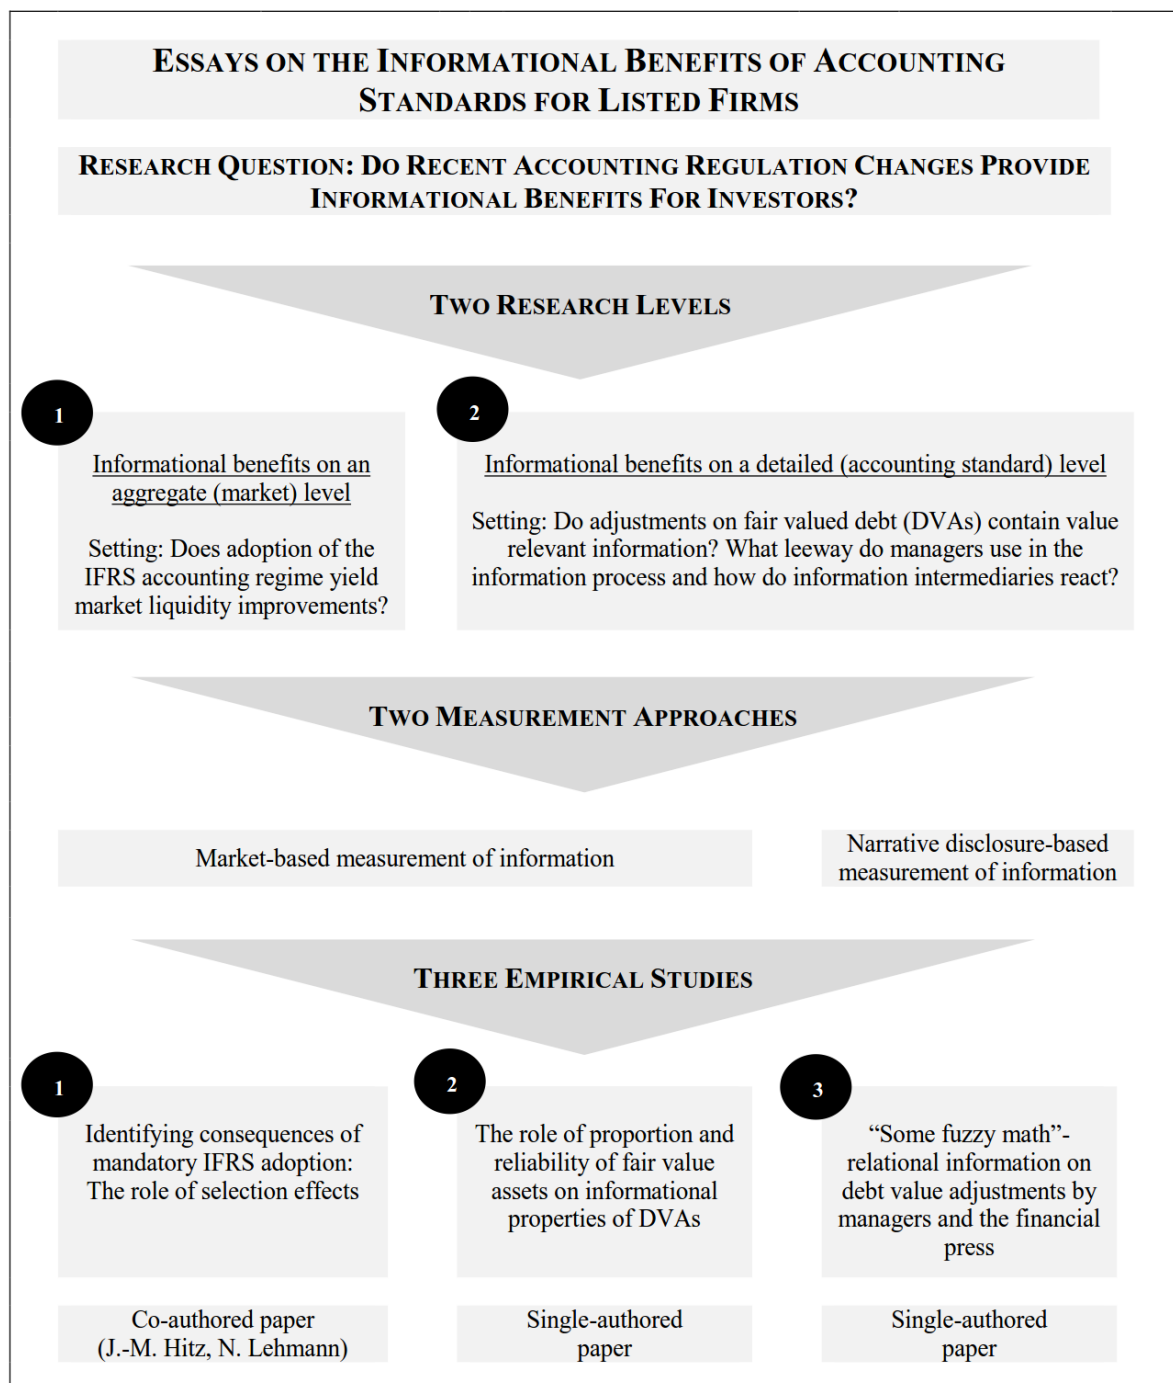 ESSAYS ON THE INFORMATIONAL BENEFITS OF ACCOUNTING
STANDARDS FOR LISTED FIRMS
RESEARCH QUESTION: DO RECENT ACCOUNTING REGULATION CHANGES PROVIDE
INFORMATIONAL BENEFITS FOR INVESTORS?
TWO RESEARCH LEVELS
1
Informational benefits on an
aggregate (market) level
Setting: Does adoption of the
IFRS accounting regime yield
market liquidity improvements?
2
Informational benefits on a detailed (accounting standard) level
Setting: Do adjustments on fair valued debt (DVAs) contain value
relevant information? What leeway do managers use in the
information process and how do information intermediaries react?
TWO MEASUREMENT APPROACHES
Market-based measurement of information
Narrative disclosure-based
measurement of information
THREE EMPIRICAL STUDIES
1
Identifying consequences of
mandatory IFRS adoption:
The role of selection effects
Co-authored paper
(J.-M. Hitz, N. Lehmann)
2
The role of proportion and
reliability of fair value
assets on informational
properties of DVAs
Single-authored
paper
3
“Some fuzzy math”-
relational information on
debt value adjustments by
managers and the financial
press
Single-authored
paper